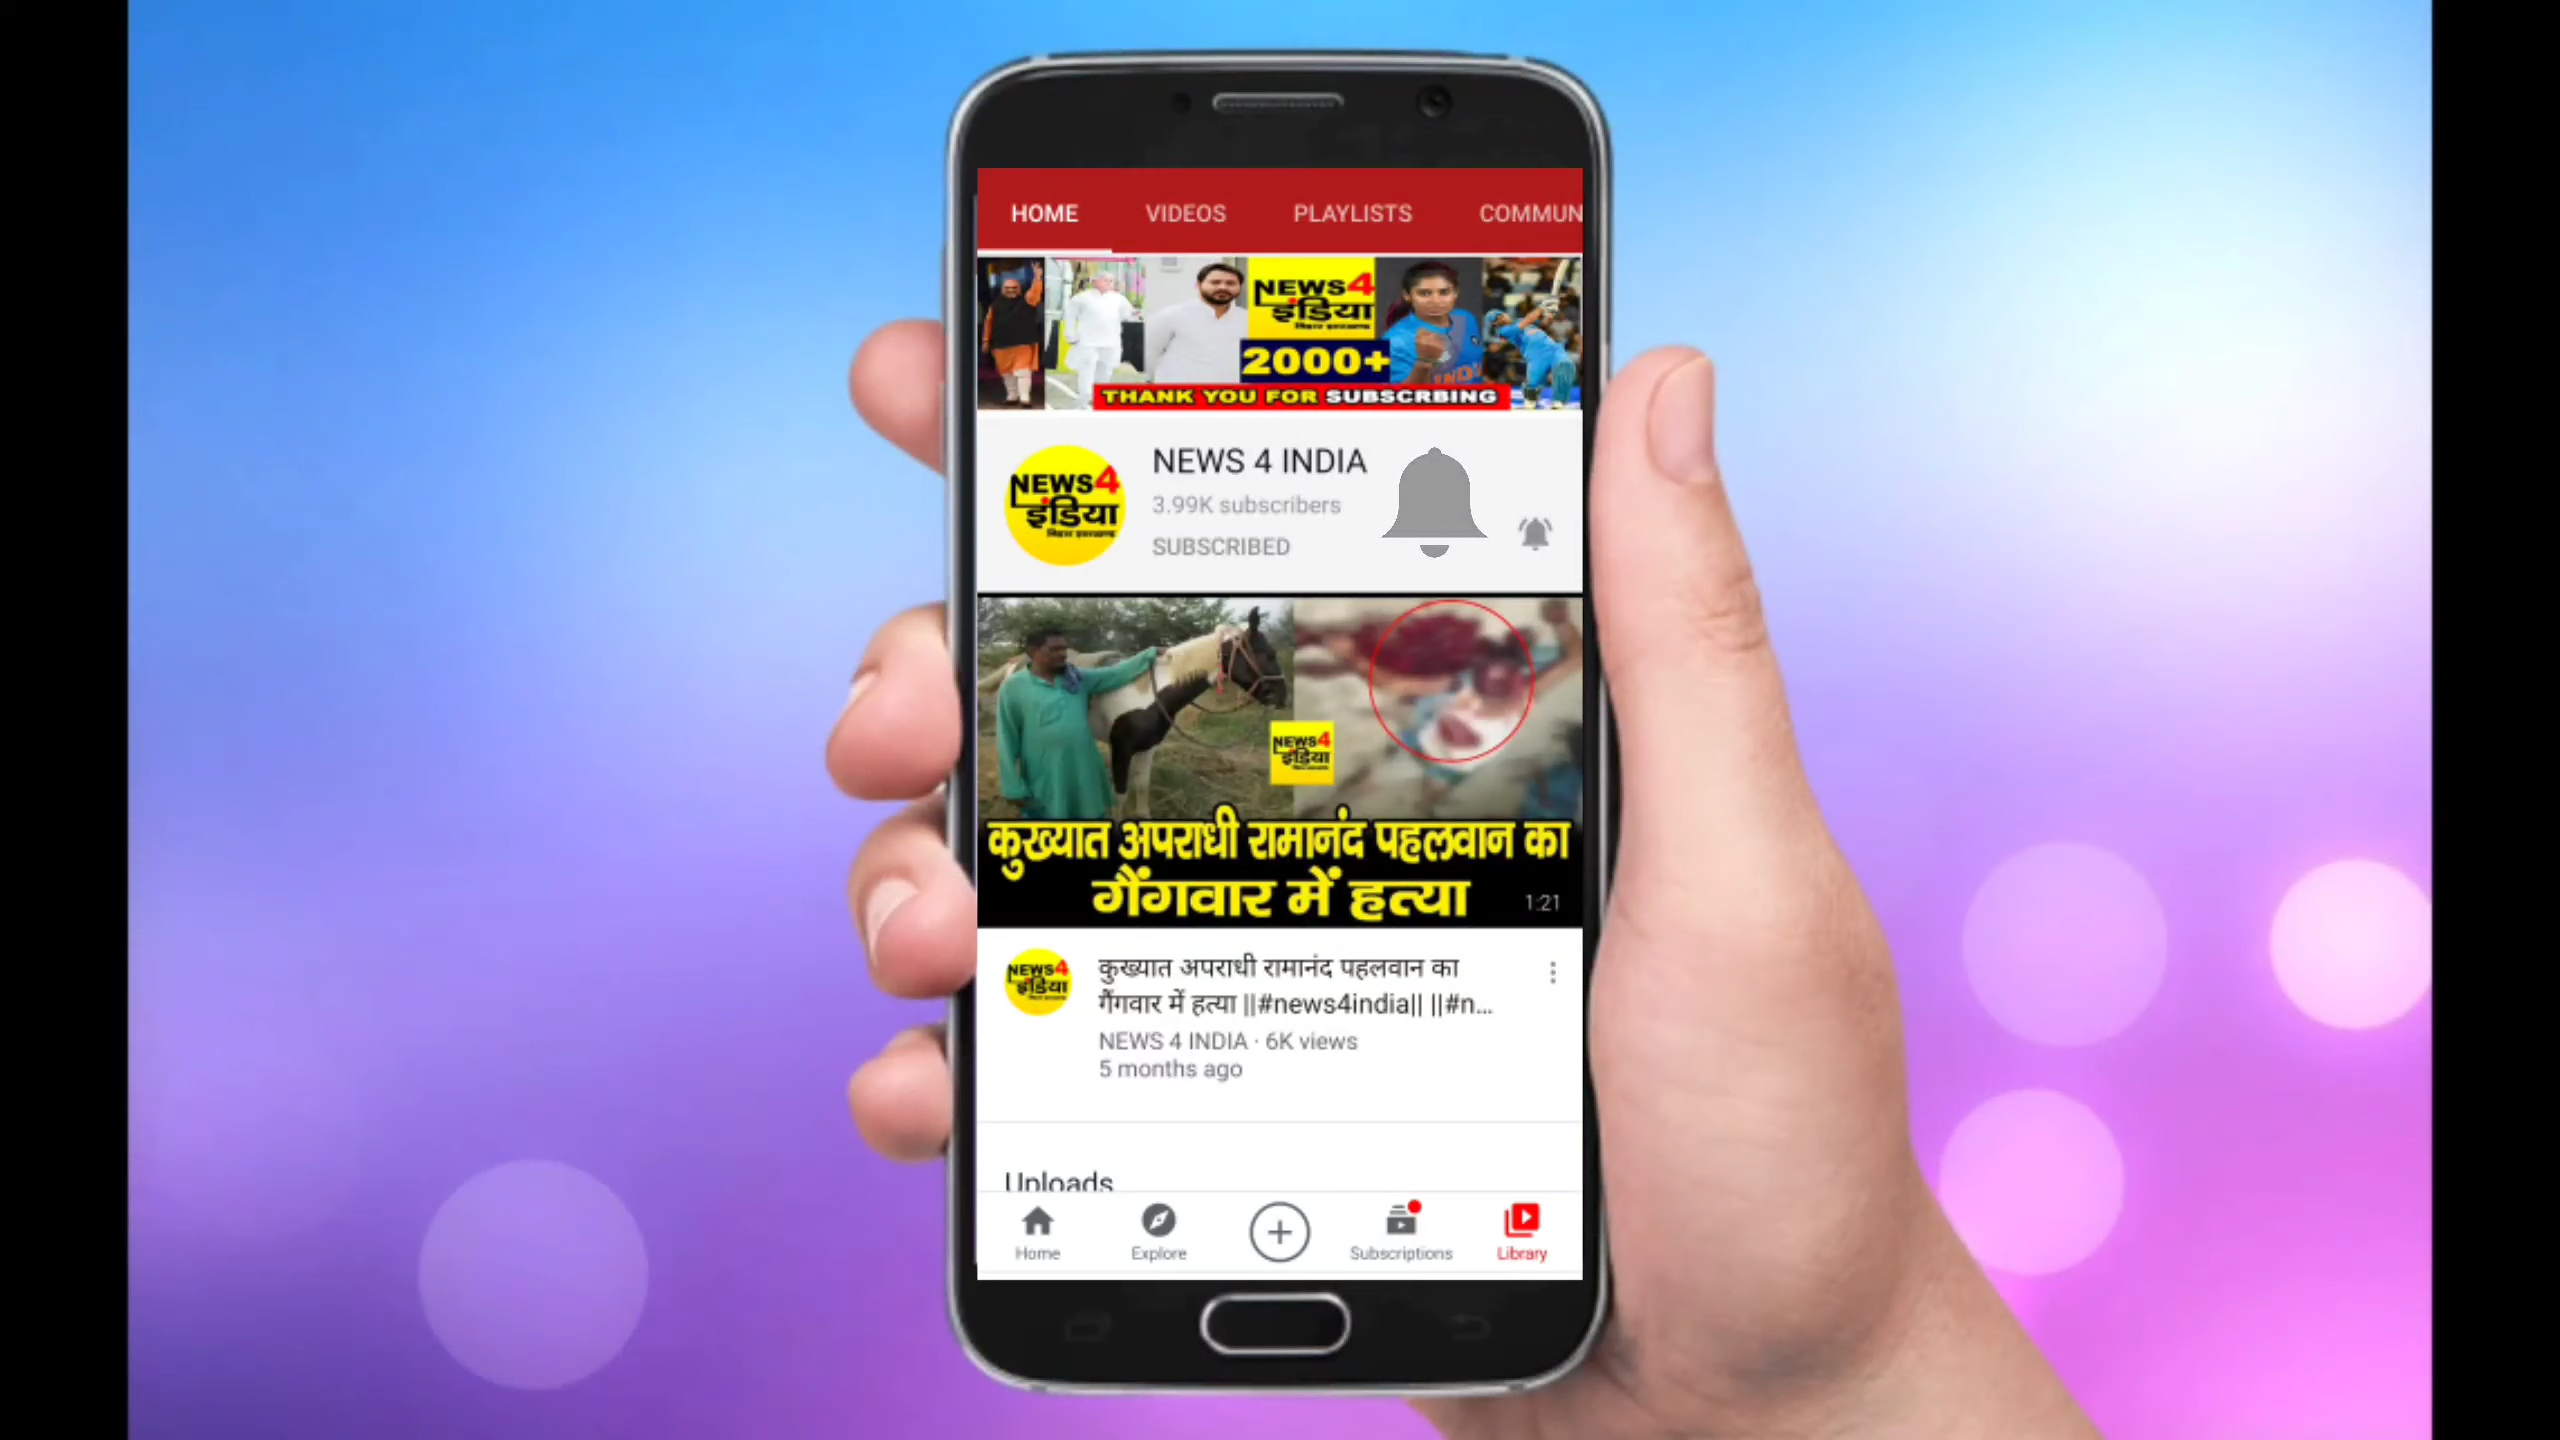 HOME VIDEOS PLAYLISTS COMMUN
NEWS4
इंडिया
2000+
THANK YOU FOR SUBSCRBING
NEWS4
इंडिया
NEWS 4 INDIA
3.99K subscribers
SUBSCRIBED
INDI
NEWS4
इंडिया
कुख्यात अपराधी रामानंद पहलवान का
गैंगवार में हत्या
1:21
NEWS4
इंडिया
कुख्यात अपराधी रामानंद पहलवान का
गैंगवार में हत्या ||#news4india|| ||#n...
NEWS 4 INDIA · 6K views
5 months ago
Uploads
Home Explore Subscriptions Library